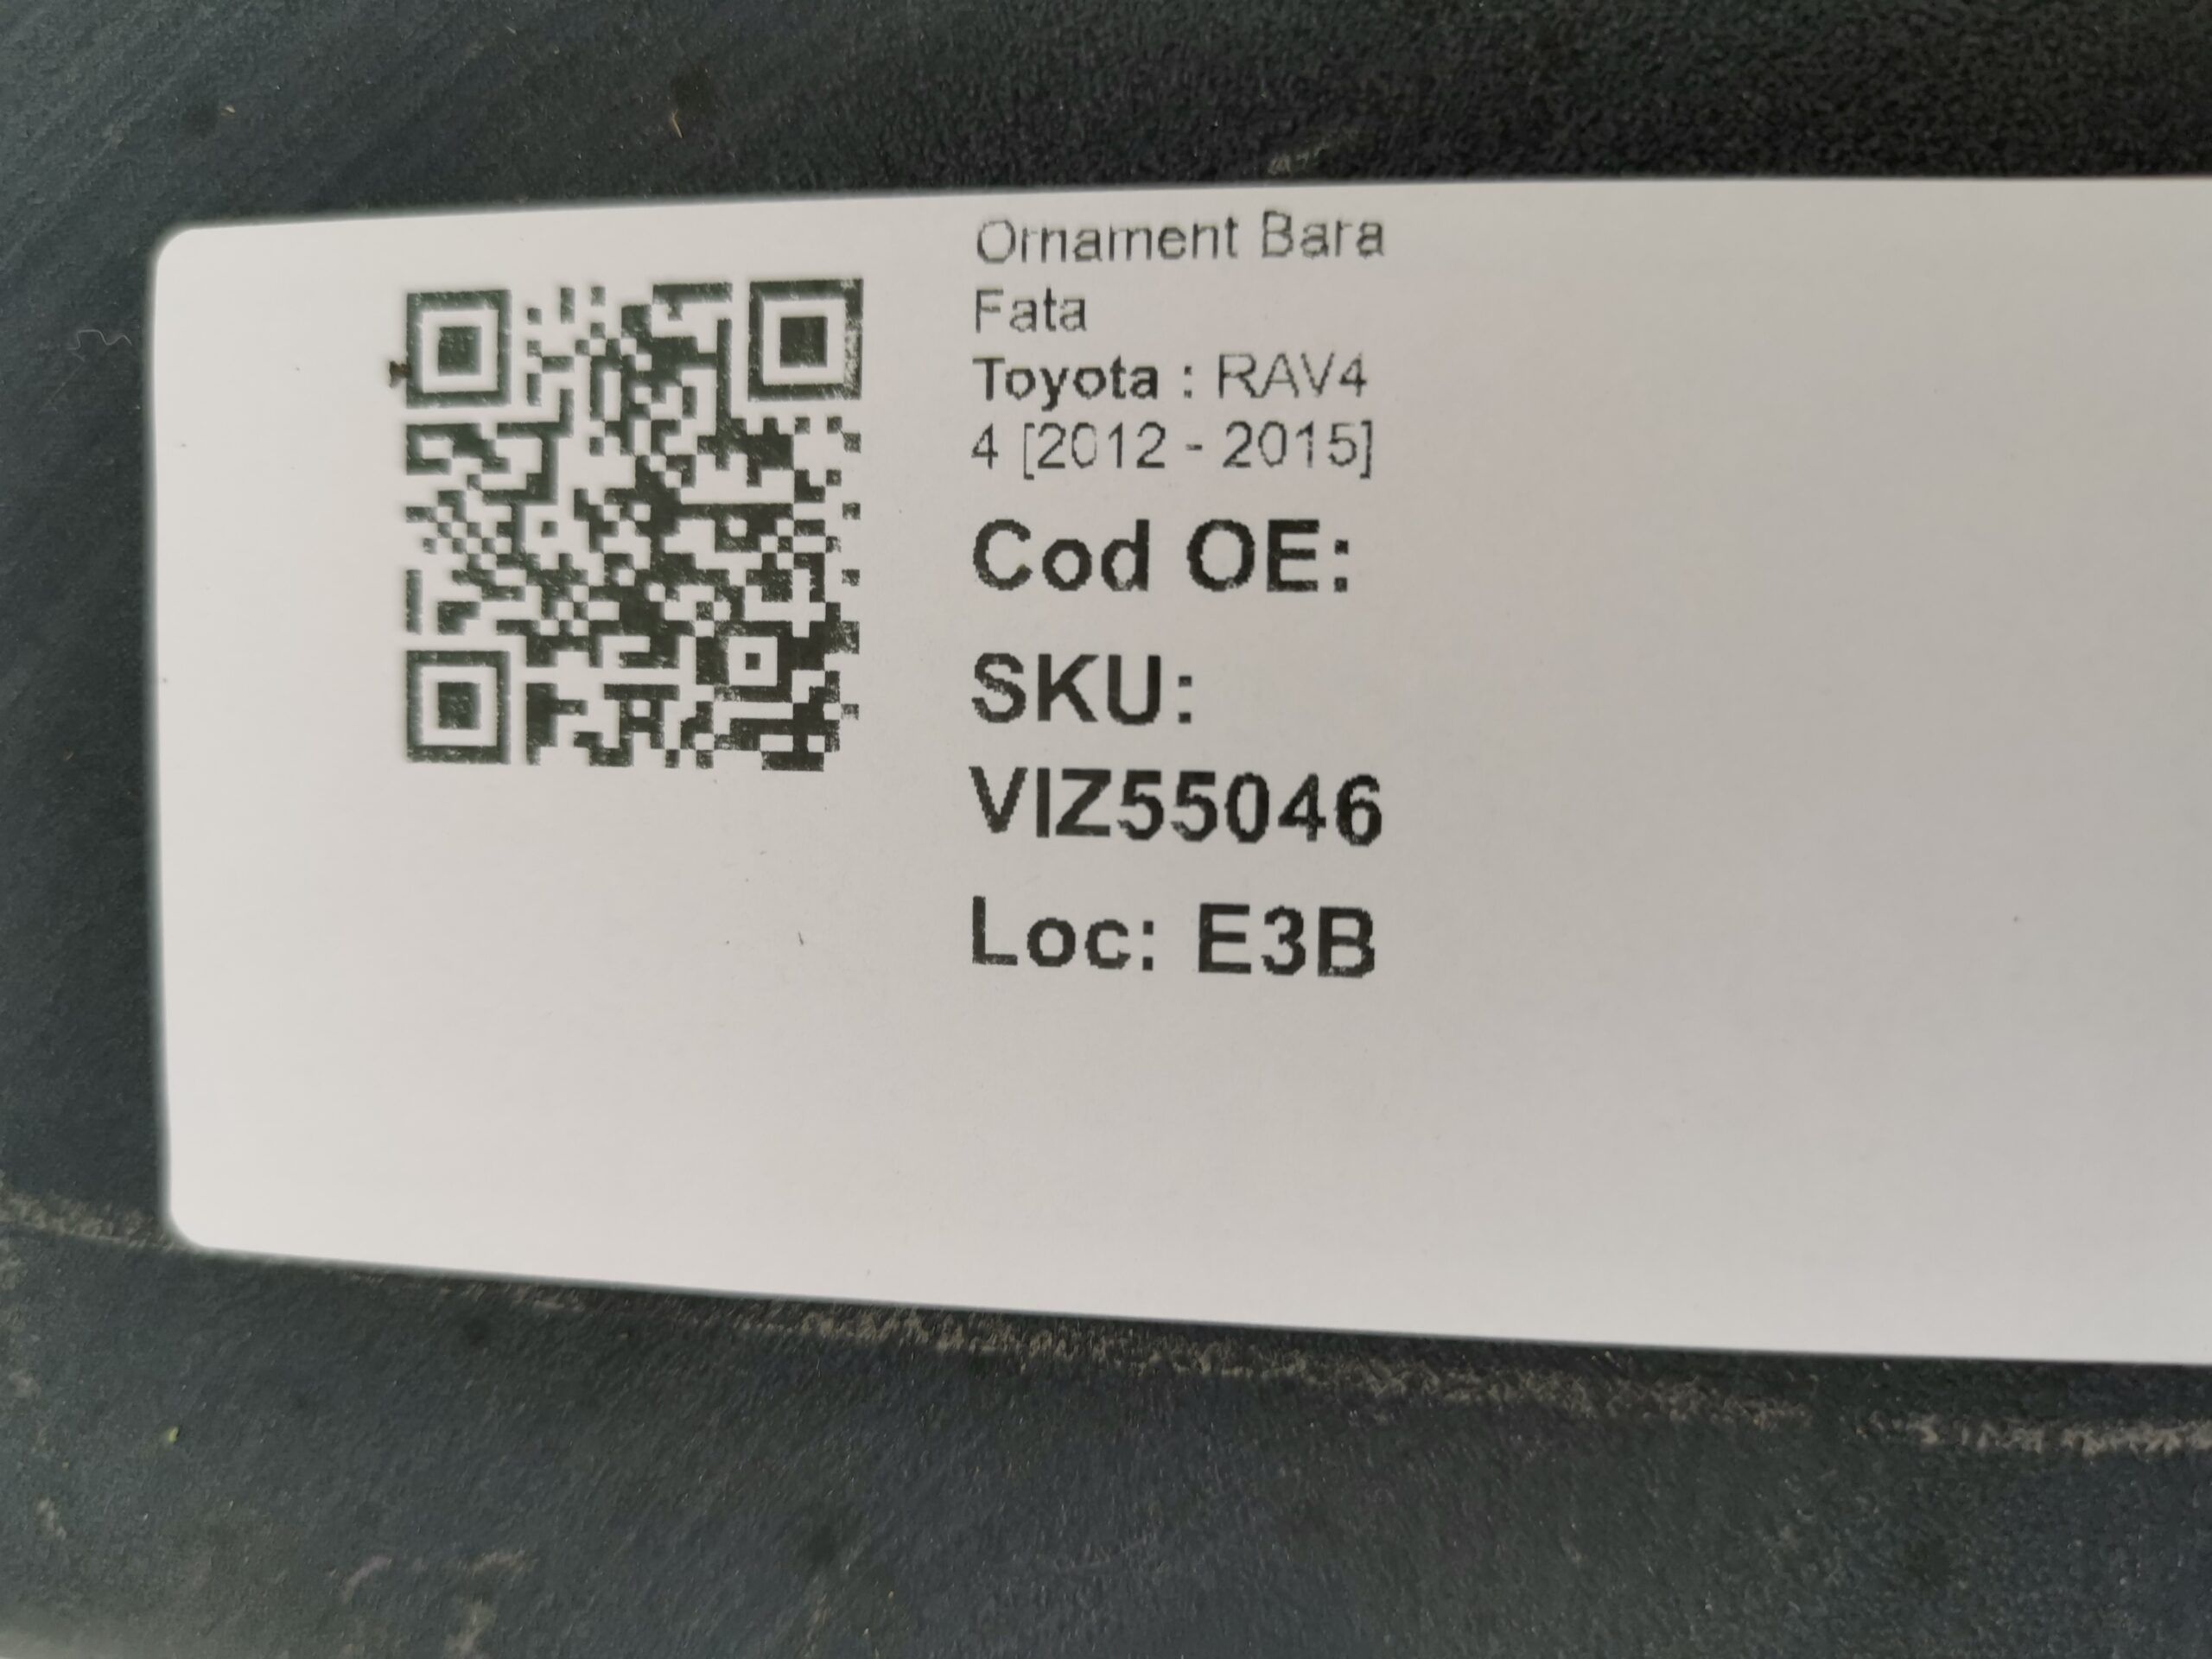 Ornament Bara
Fata
Toyota : RAV4
4 [2012 - 2015]
Cod OE:
SKU:
VIZ55046
Loc: E3B